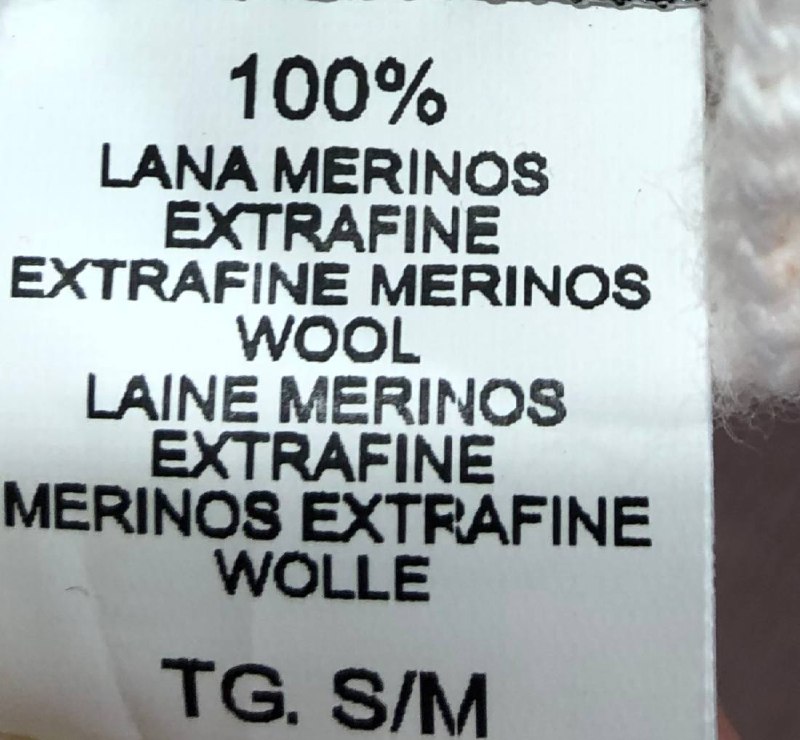 100%
LANA MERINOS
EXTRAFINE
EXTRAFINE MERINOS
WOOL
LAINE MERINOS
EXTRAFINE
MERINOS EXTRAFINE
WOLLE
TG. S/M